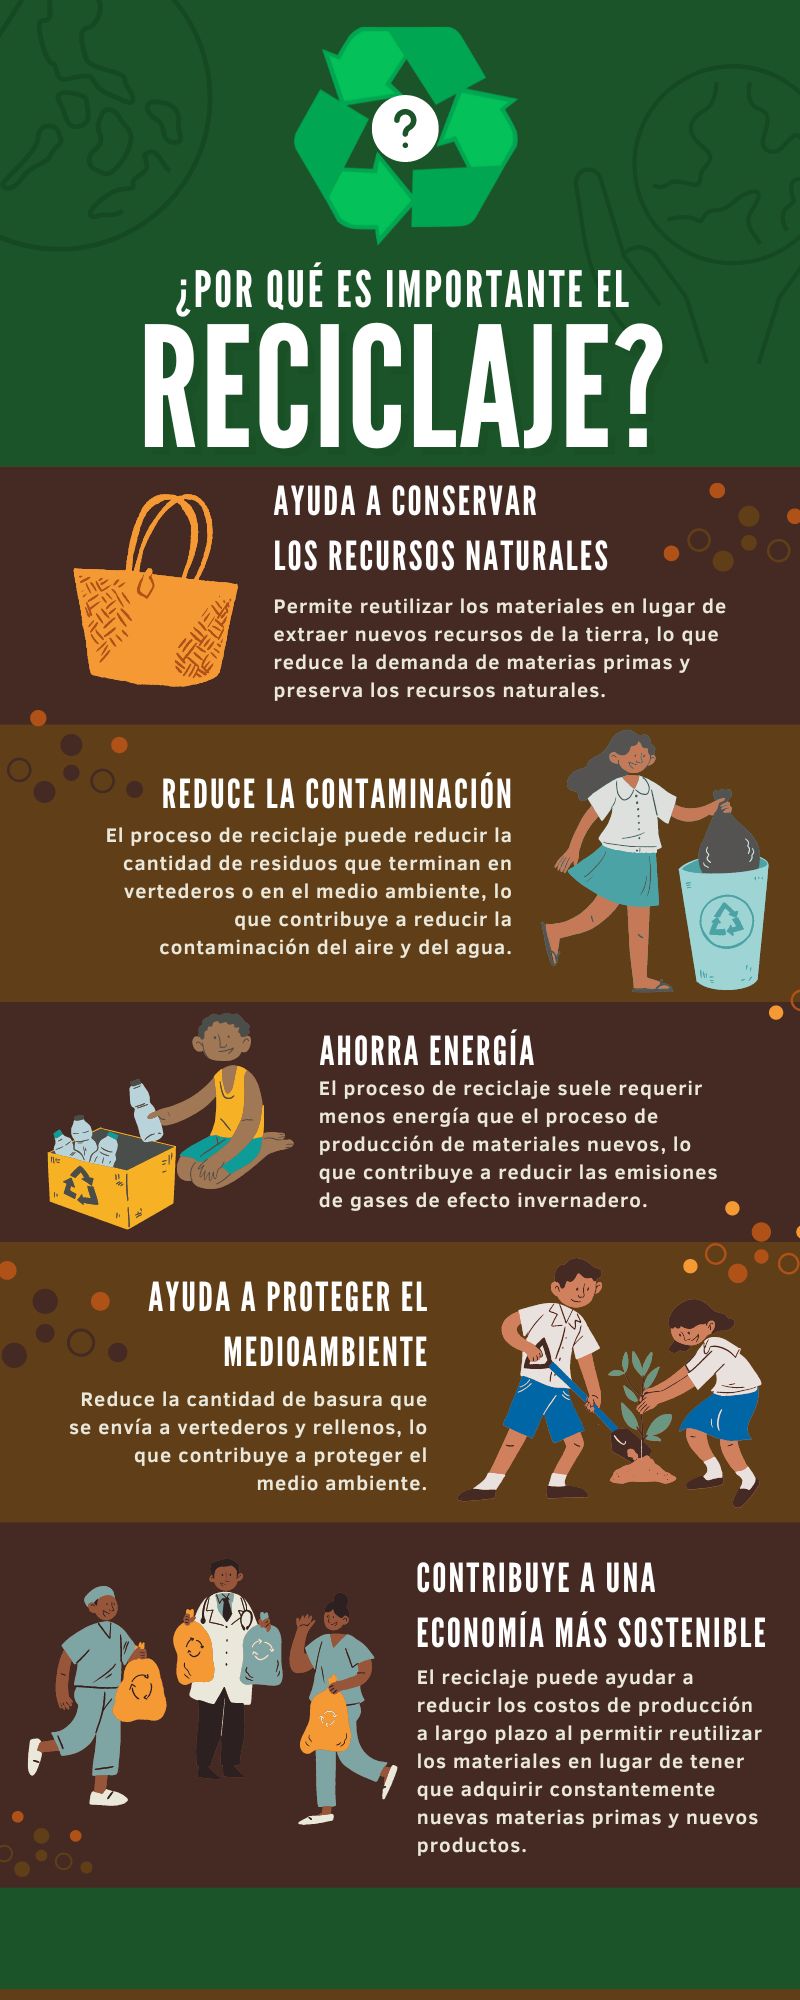 ?
¿POR QUÉ ES IMPORTANTE EL
RECICLAJE?
AYUDA A CONSERVAR
LOS RECURSOS NATURALES
Permite reutilizar los materiales en lugar de
extraer nuevos recursos de la tierra, lo que
reduce la demanda de materias primas y
preserva los recursos naturales.
REDUCE LA CONTAMINACIÓN
El proceso de reciclaje puede reducir la
cantidad de residuos que terminan en
vertederos o en el medio ambiente, lo
que contribuye a reducir la
contaminación del aire y del agua.
AHORRA ENERGÍA
El proceso de reciclaje suele requerir
menos energía que el proceso de
producción de materiales nuevos, lo
que contribuye a reducir las emisiones
de gases de efecto invernadero.
AYUDA A PROTEGER EL
MEDIOAMBIENTE
Reduce la cantidad de basura que
se envía a vertederos y rellenos, lo
que contribuye a proteger el
medio ambiente.
CONTRIBUYE A UNA
ECONOMÍA MÁS SOSTENIBLE
El reciclaje puede ayudar a
reducir los costos de producción
a largo plazo al permitir reutilizar
los materiales en lugar de tener
que adquirir constantemente
nuevas materias primas y nuevos
productos.